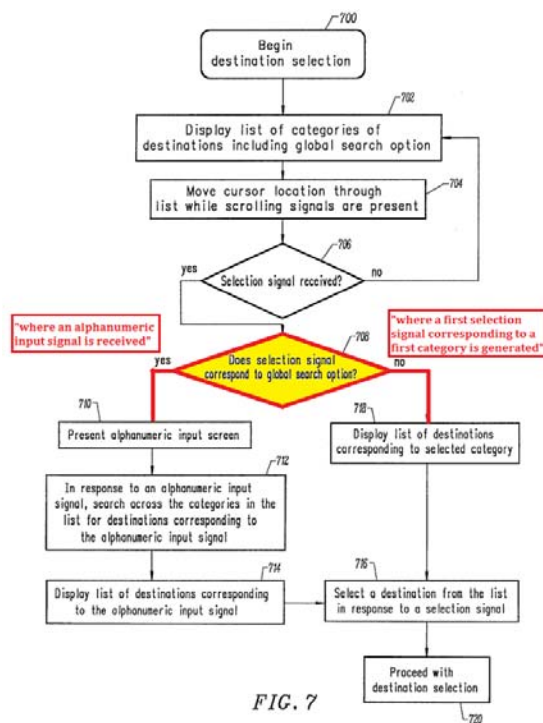 700
Begin
destination selection
702
Display list of categories of
destinations including global search option
704
Move cursor location through
list while scrolling signals are present
706
Selection signal received?
yes
no
"where an alphanumeric
input signal is received"
"where a first selection
signal corresponding to
a first category is generated"
708
Does selection signal
correspond to global search option?
yes
no
710
Present alphanumeric input screen
718
Display list of destinations
corresponding to selected category
712
In response to an alphanumeric input
signal, search across the categories in the
list for destinations corresponding to
the alphanumeric input signal
714
Display list of destinations corresponding
to the alphanumeric input signal
716
Select a destination from the list
in response to a selection signal
Proceed with
destination selection
720
FIG. 7